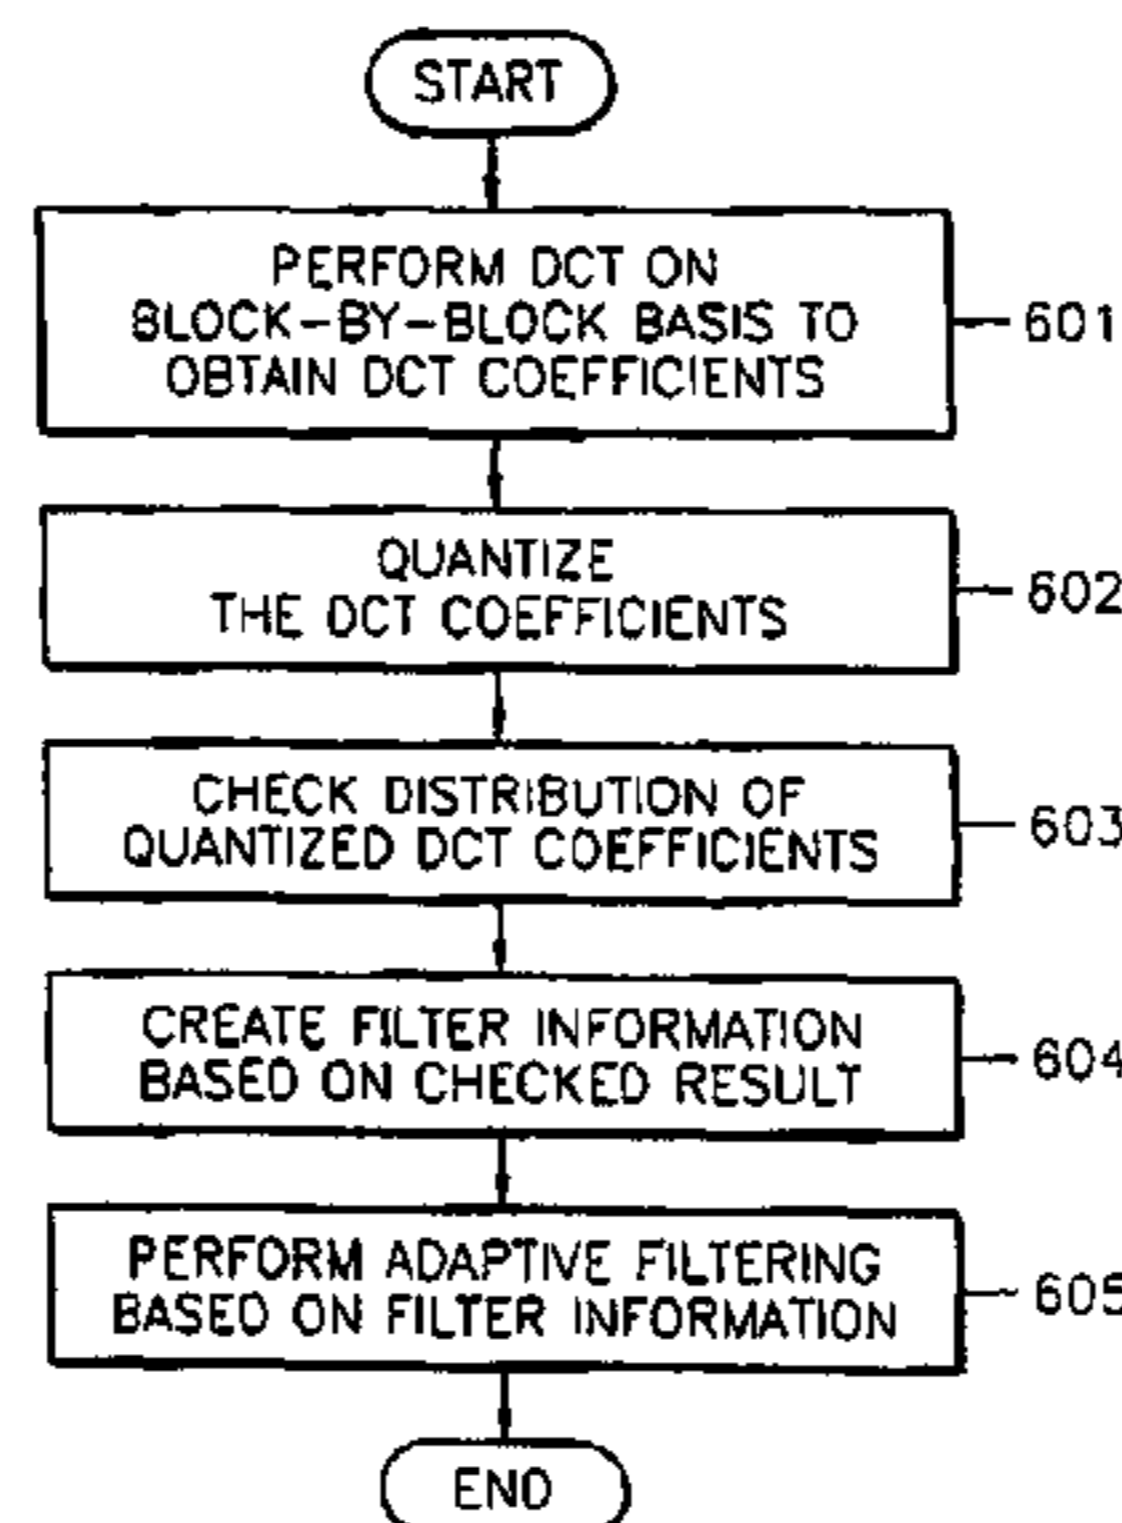 START
PERFORM DCT ON
BLOCK-BY-BLOCK BASIS TO
OBTAIN DCT COEFFICIENTS
601
QUANTIZE
THE DCT COEFFICIENTS
602
CHECK DISTRIBUTION OF
QUANTIZED DCT COEFFICIENTS
603
CREATE FILTER INFORMATION
BASED ON CHECKED RESULT
604
PERFORM ADAPTIVE FILTERING
BASED ON FILTER INFORMATION
605
END